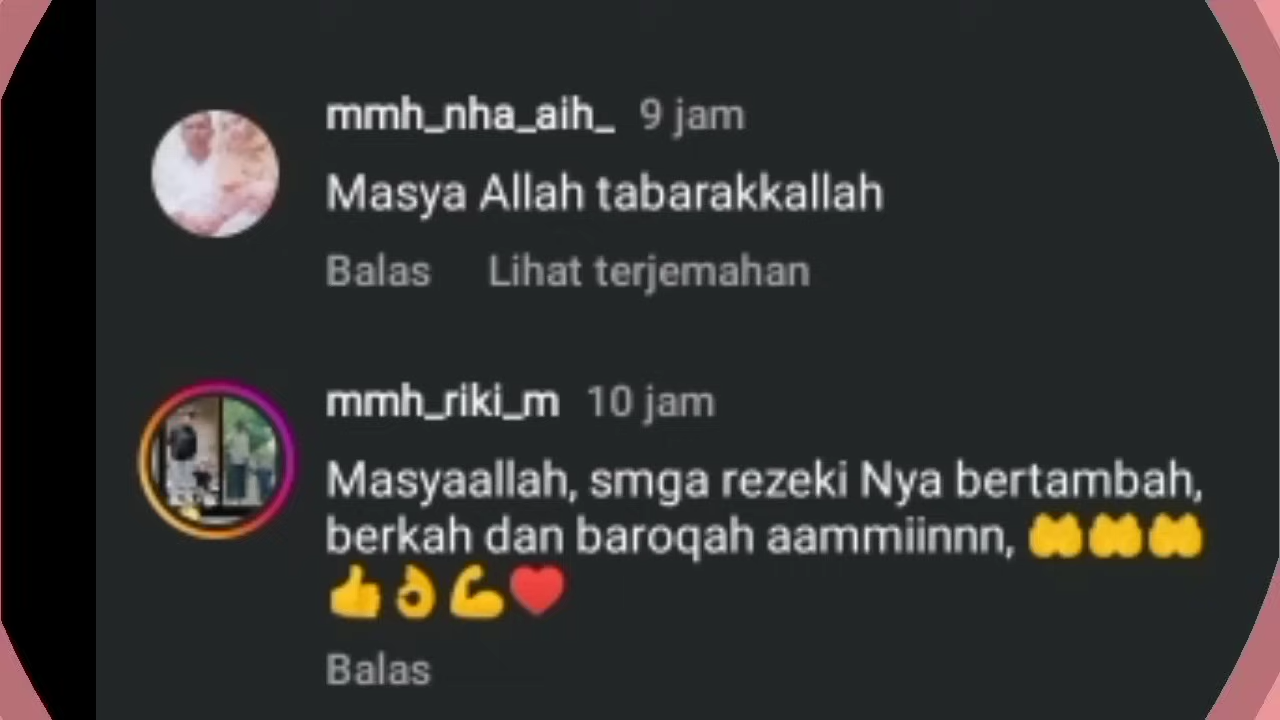 mmh_nha_aih_ 9 jam
Masya Allah tabarakkallah
Balas Lihat terjemahan
mmh_riki_m 10 jam
Masyaallah, smga rezeki Nya bertambah,
berkah dan baroqah aammiinnn, 🤲🤲🤲
👍👌💪❤️
Balas